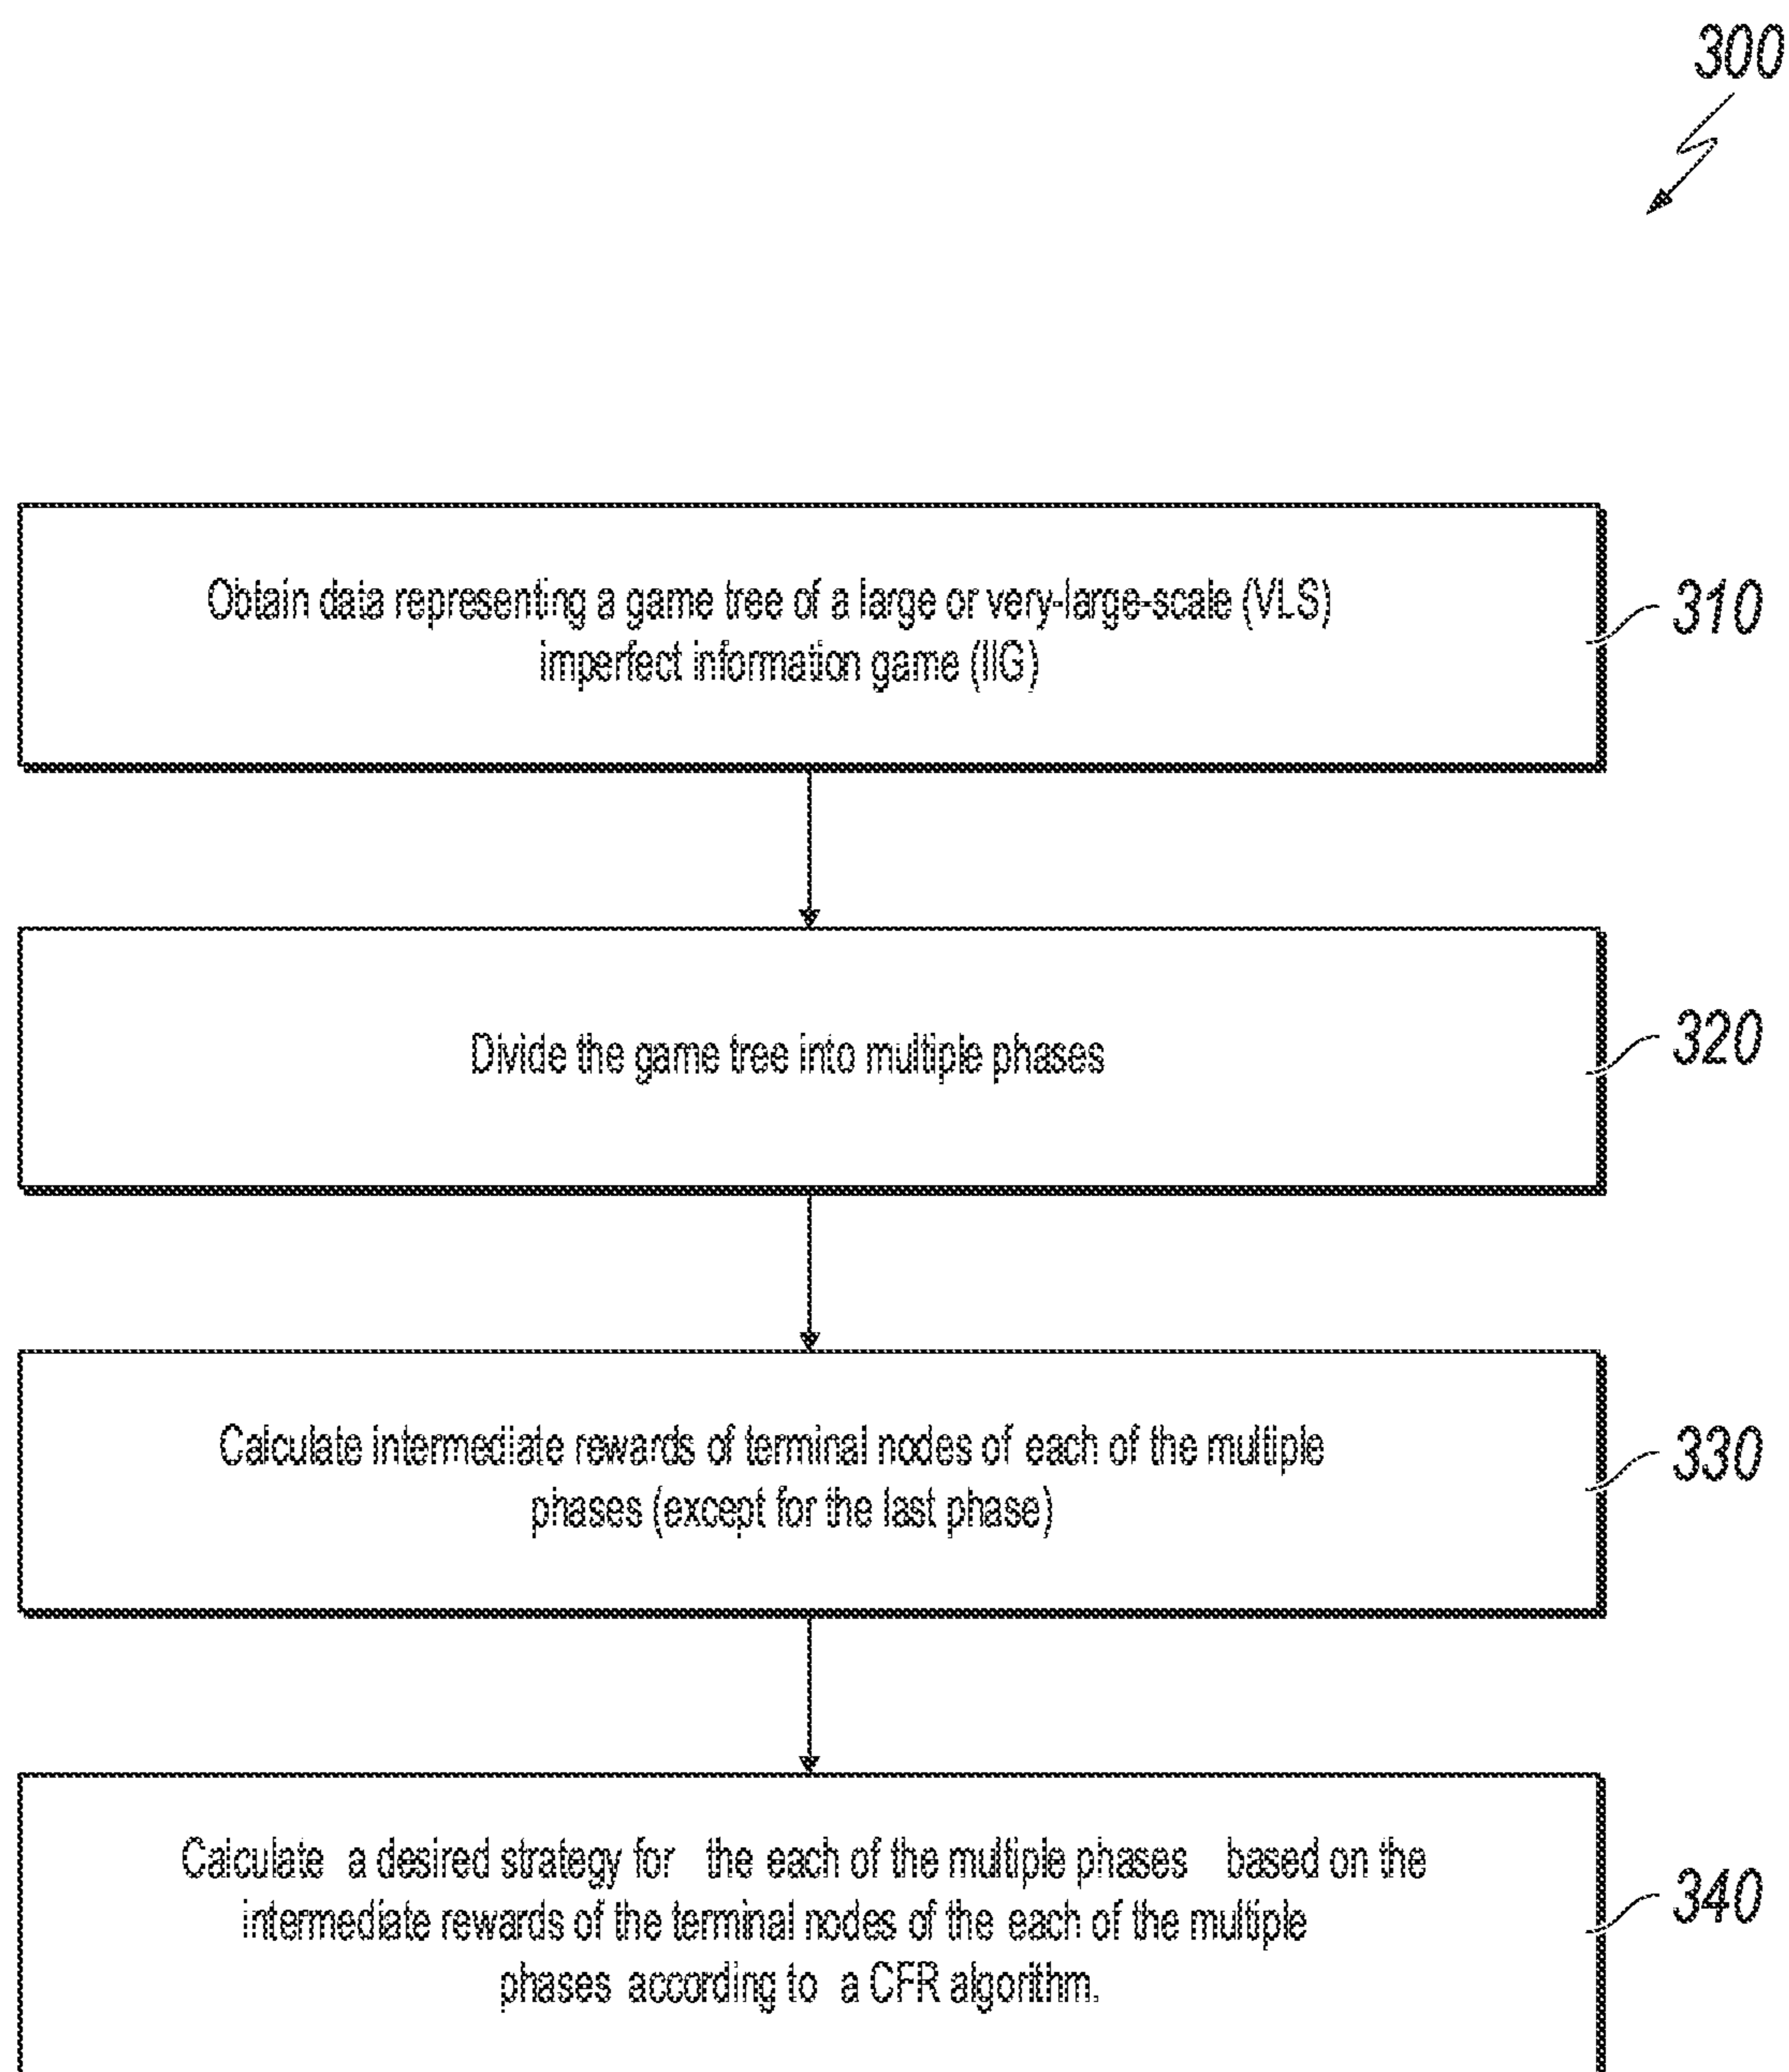 300
Obtain data representing a game tree of a large or very-large-scale (VLS)
imperfect information game (IIG)
310
Divide the game tree into multiple phases
320
Calculate intermediate rewards of terminal nodes of each of the multiple
phases (except for the last phase)
330
Calculate a desired strategy for the each of the multiple phases based on the
intermediate rewards of the terminal nodes of the each of the multiple
phases according to a CFR algorithm.
340